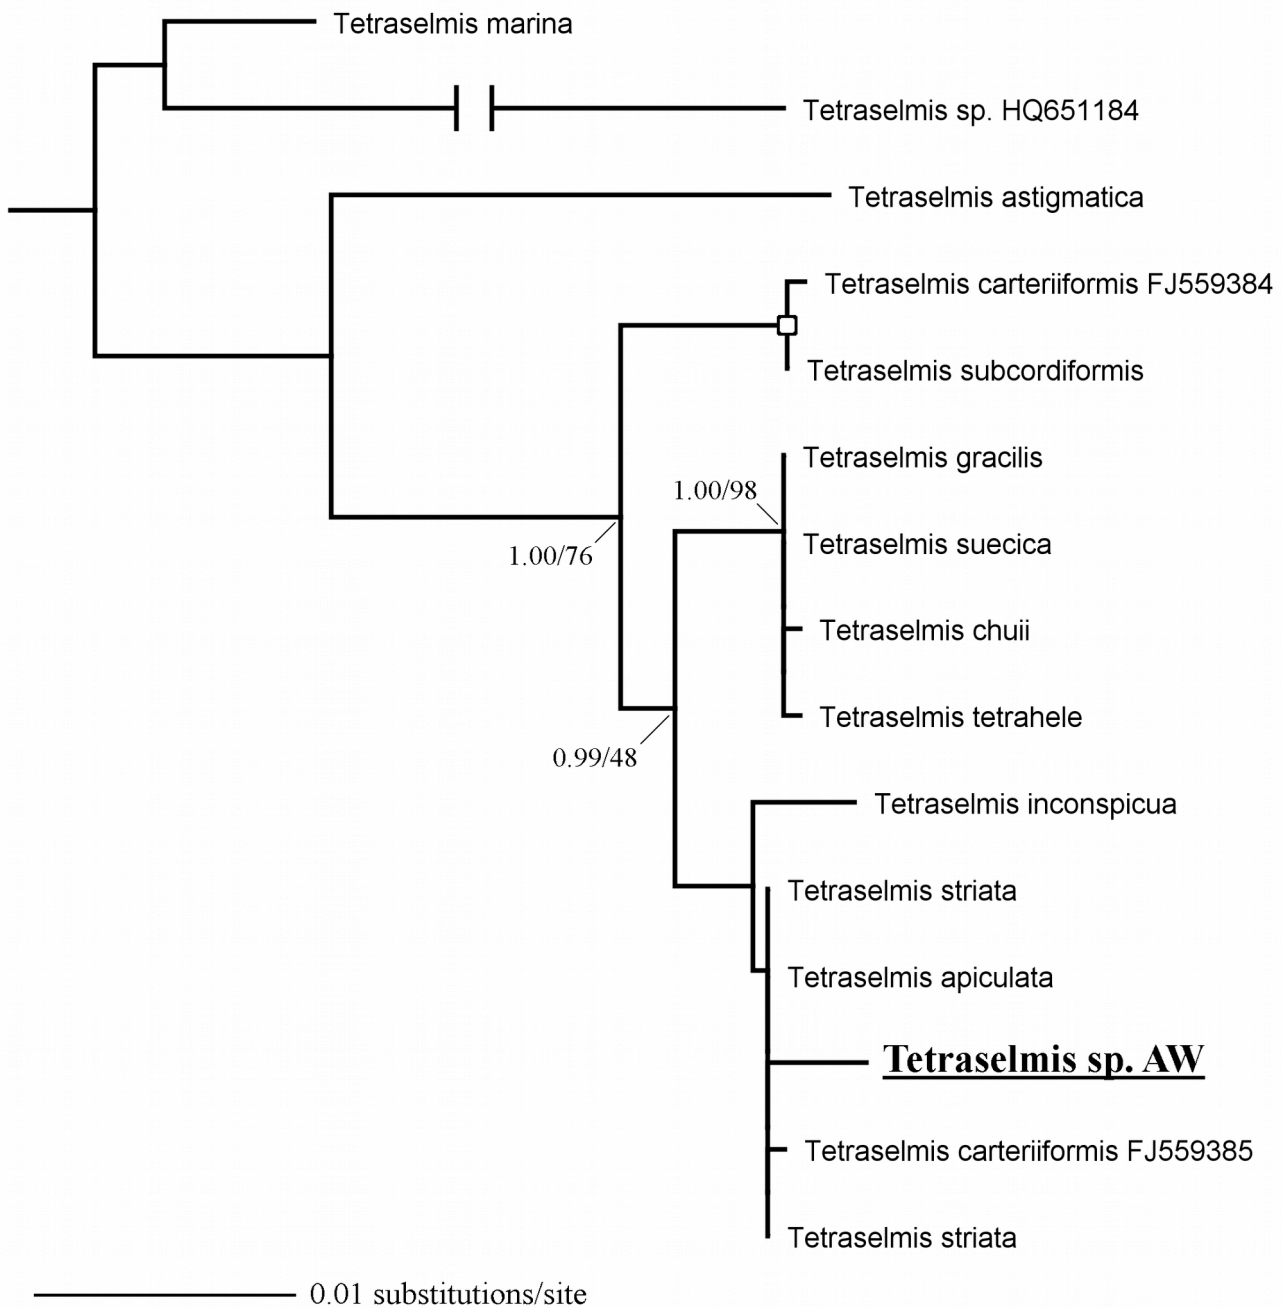 Tetraselmis marina
Tetraselmis sp. HQ651184
Tetraselmis astigmatica
Tetraselmis carteriiformis FJ559384
Tetraselmis subcordiformis
Tetraselmis gracilis
1.00/98
Tetraselmis suecica
1.00/76
Tetraselmis chuii
Tetraselmis tetrahele
0.99/48
Tetraselmis inconspicua
Tetraselmis striata
Tetraselmis apiculata
Tetraselmis sp. AW
Tetraselmis carteriiformis FJ559385
Tetraselmis striata
0.01 substitutions/site